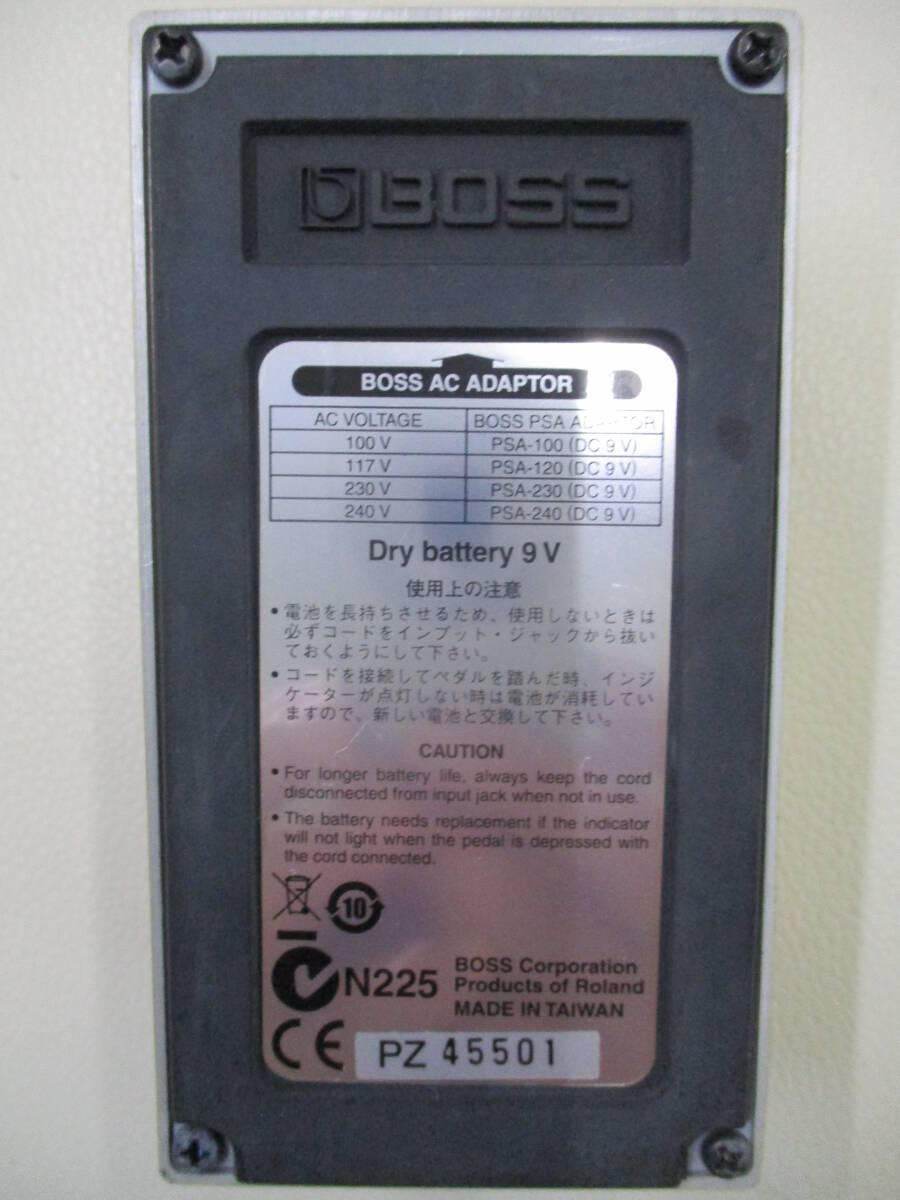 BOSS
BOSS AC ADAPTOR
AC VOLTAGE BOSS PSA ADAPTOR
100 V PSA-100 (DC 9 V)
117 V PSA-120 (DC 9 V)
230 V PSA-230 (DC 9 V)
240 V PSA-240 (DC 9 V)
Dry battery 9 V
使用上の注意
• 電池を長持ちさせるため、使用しないときは
必ずコードをインプット・ジャックから抜い
ておくようにして下さい。
• コードを接続してペダルを踏んだ時、インジ
ケーターが点灯しない時は電池が消耗してい
ますので、新しい電池と交換して下さい。
CAUTION
• For longer battery life, always keep the cord
disconnected from input jack when not in use.
• The battery needs replacement if the indicator
will not light when the pedal is depressed with
the cord connected.
10
N225
BOSS Corporation
Products of Roland
MADE IN TAIWAN
CE
PZ 45501